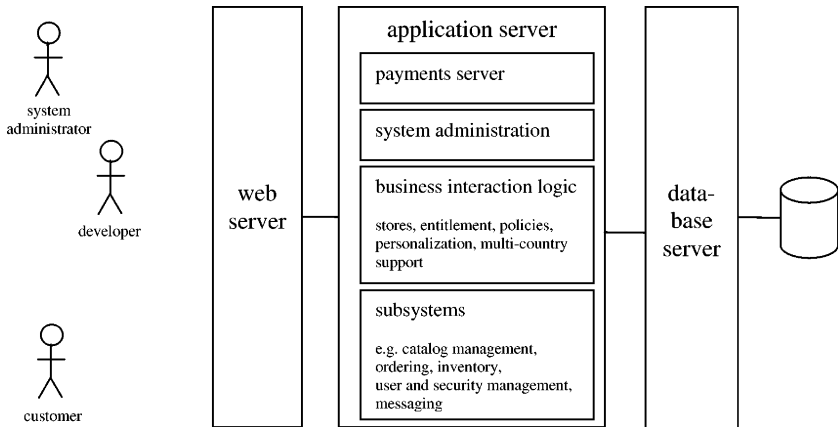 system
administrator
developer
customer
web
server
application server
payments server
system administration
business interaction logic
stores, entitlement, policies,
personalization, multi-country
support
subsystems
e.g. catalog management,
ordering, inventory,
user and security management,
messaging
data-
base
server